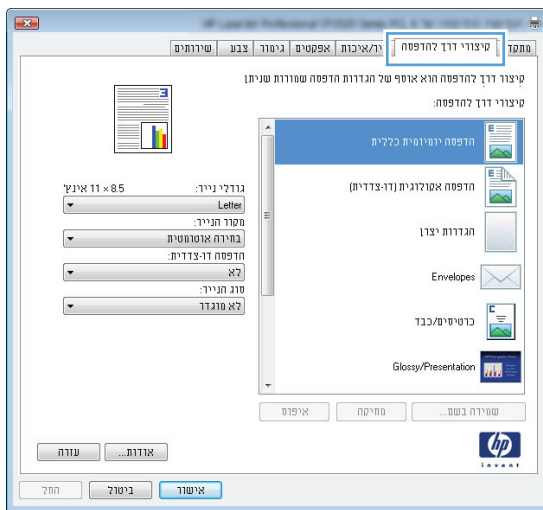 מתקדם קיצורי דרך להדפסה יר/איכות אפקטים גימור צבע שירותים
קיצור דרך להדפסה הוא אוסף של הגדרות הדפסה שמורות שניתן
קיצורי דרך להדפסה:
הדפסה יומיומית כללית
הדפסה אקולוגית (דו-צדדית)
הגדרות יצרן
Envelopes
כרטיסים/כבד
Glossy/Presentation
גודלי נייר: 8.5 × 11 אינץ'
Letter
מקור הנייר:
בחירה אוטומטית
הדפסה דו-צדדית:
לא
סוג הנייר:
לא מוגדר
שמירה בשם... מחיקה איפוס
hp
invent
אודות... עזרה
אישור ביטול החל